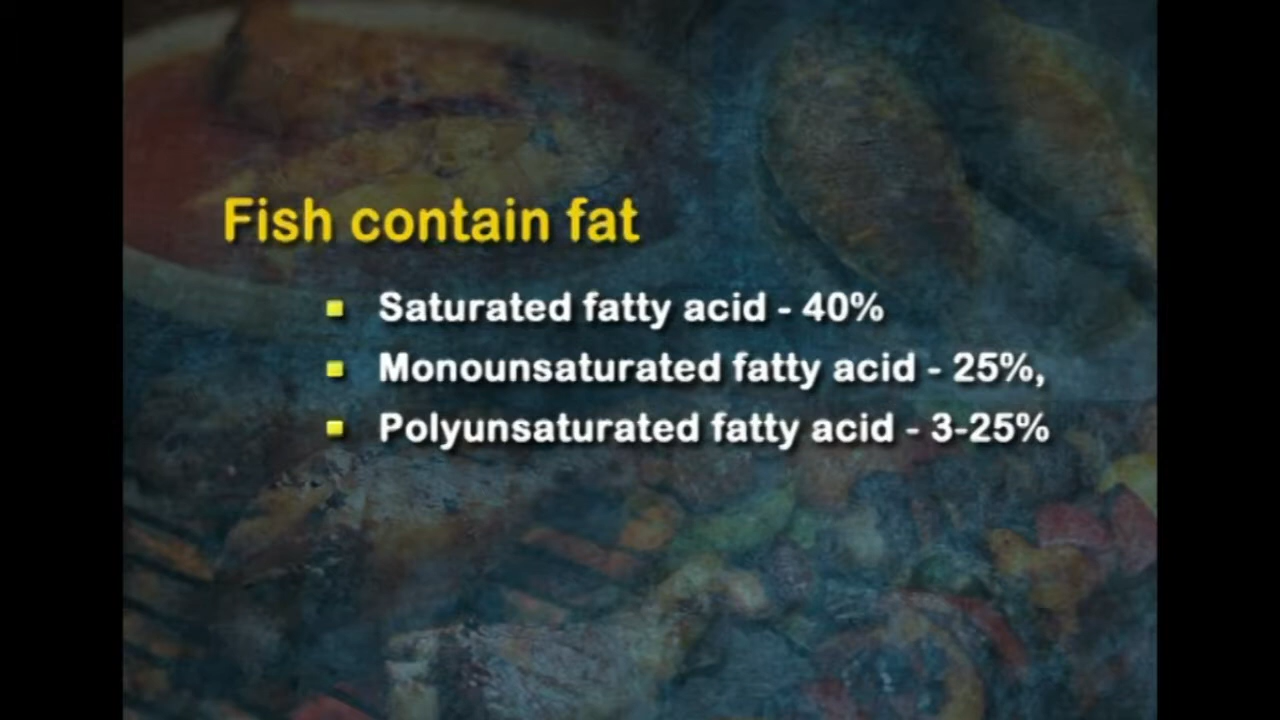 Fish contain fat
▪ Saturated fatty acid - 40%
▪ Monounsaturated fatty acid - 25%,
▪ Polyunsaturated fatty acid - 3-25%